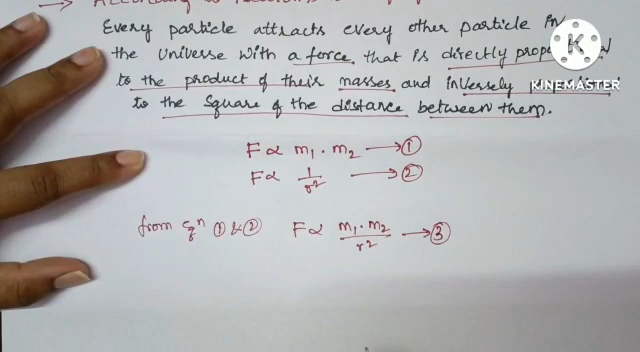 → According to
Every particle attracts every other particle in
the Universe with a force that is directly
to the product of their masses and inversely
to the square of the distance between them.
K
KINEMASTER
F ∝ m₁ . m₂ → ①
F ∝ 1/r² → ②
from eqⁿ ① & ② F ∝ m₁ . m₂/r² → ③